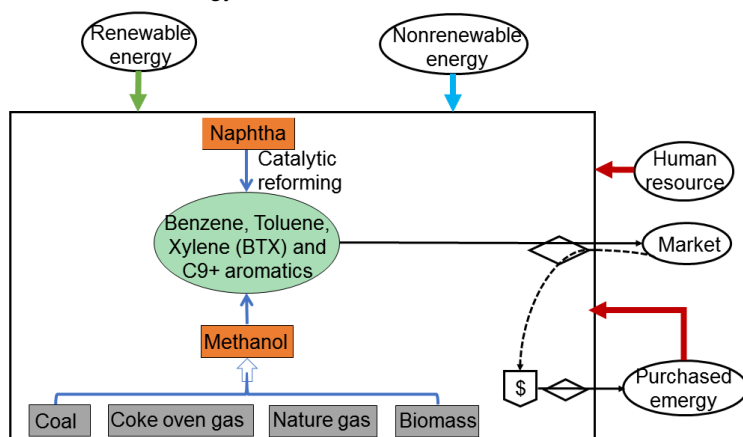 Renewable
energy
Nonrenewable
energy
Naphtha
Catalytic
reforming
Human
resource
Benzene, Toluene,
Xylene (BTX) and
C9+ aromatics
Market
Methanol
$
Purchased
emergy
Coal
Coke oven gas
Nature gas
Biomass